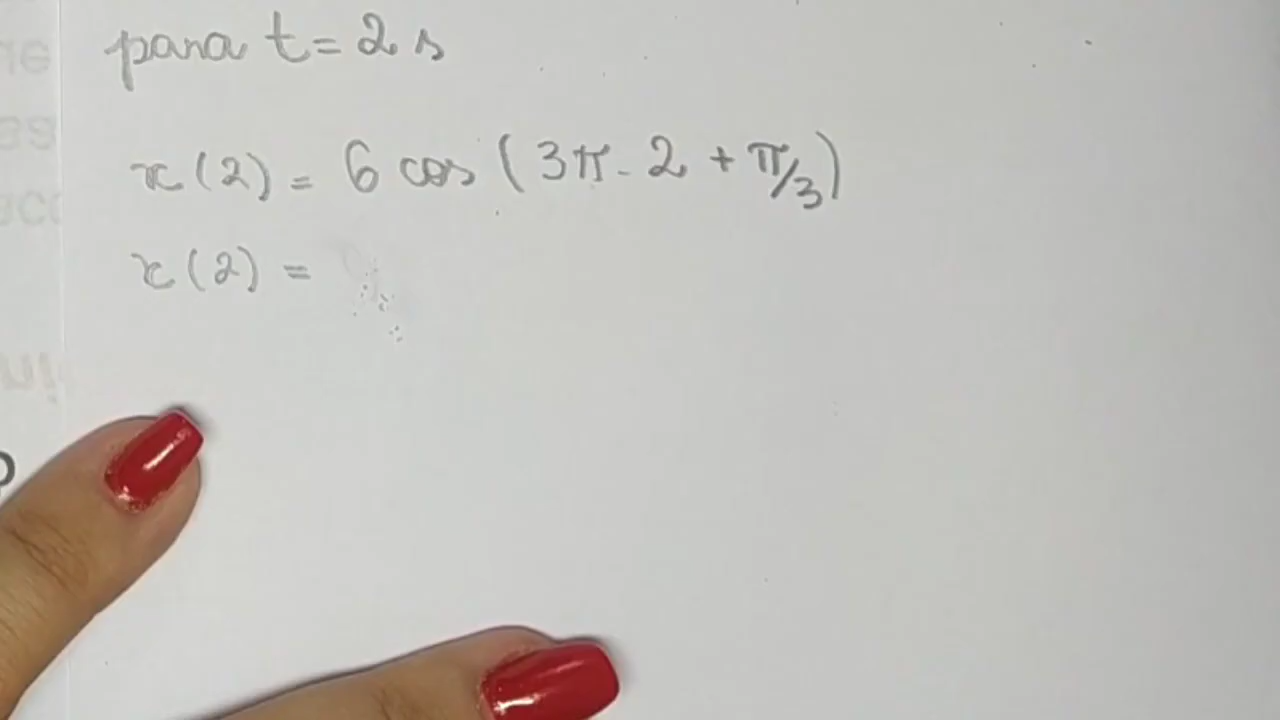 para t = 2 s
x(2) = 6 cos (3π . 2 + π/3)
x(2) =